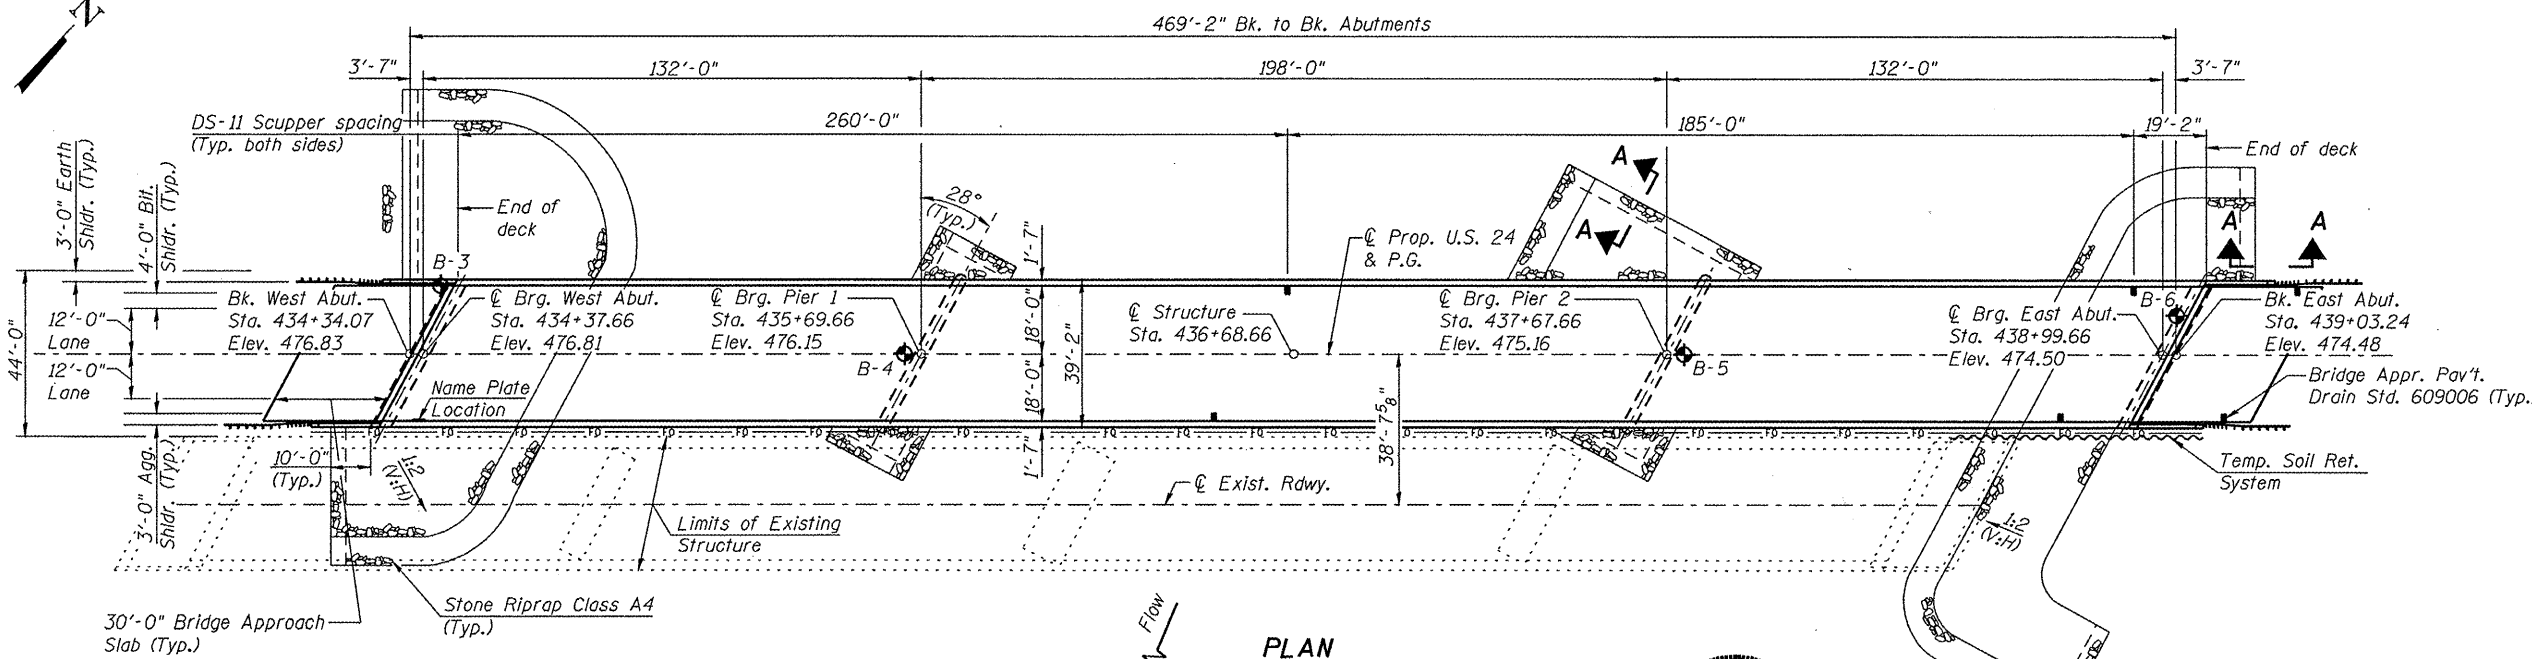 N
469'-2" Bk. to Bk. Abutments
3'-7"
132'-0"
198'-0"
132'-0"
3'-7"
DS-11 Scupper spacing
(Typ. both sides)
260'-0"
185'-0"
19'-2"
End of deck
3'-0" Earth
Shldr. (Typ.)
4'-0" Bit.
Shldr. (Typ.)
End of
deck
28°
(Typ.)
1'-7"
A
A
A
A
₵ Prop. U.S. 24
& P.G.
B-3
Bk. West Abut.
Sta. 434+34.07
Elev. 476.83
₵ Brg. West Abut.
Sta. 434+37.66
Elev. 476.81
₵ Brg. Pier 1
Sta. 435+69.66
Elev. 476.15
18'-0"
₵ Structure
Sta. 436+68.66
₵ Brg. Pier 2
Sta. 437+67.66
Elev. 475.16
₵ Brg. East Abut.
Sta. 438+99.66
Elev. 474.50
B-6
Bk. East Abut.
Sta. 439+03.24
Elev. 474.48
44'-0"
12'-0"
Lane
12'-0"
Lane
39'-2"
B-4
B-5
Name Plate
Location
18'-0"
38'-7 5/8"
Bridge Appr. Pav't.
Drain Std. 609006 (Typ.
3'-0" Agg.
Shldr. (Typ.)
10'-0"
(Typ.)
1:2
(V:H)
1'-7"
₵ Exist. Rdwy.
Temp. Soil Ret.
System
1:2
(V:H)
Limits of Existing
Structure
Stone Riprap Class A4
(Typ.)
30'-0" Bridge Approach
Slab (Typ.)
Flow
PLAN